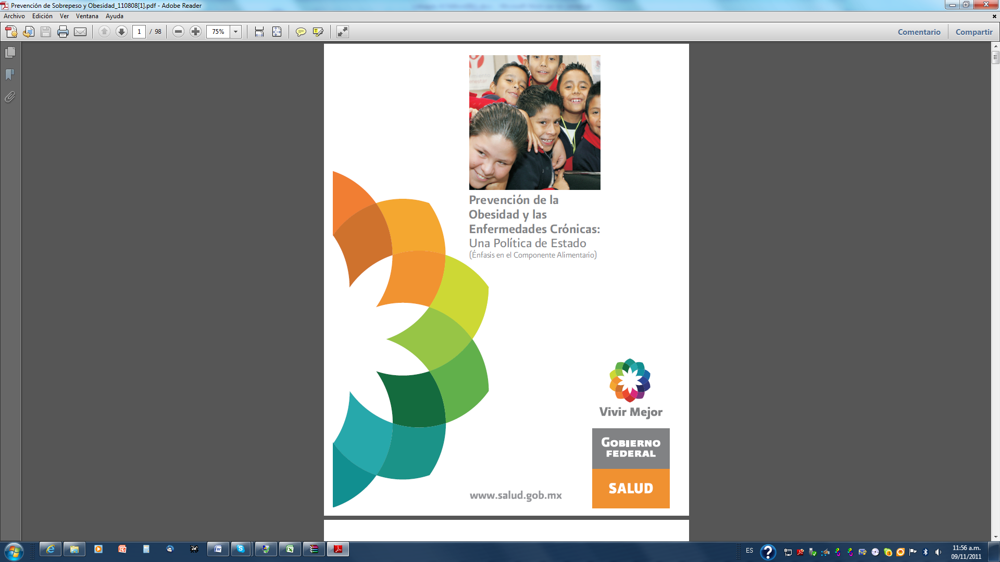 Prevención de Sobrepeso y Obesidad_110808[1].pdf - Adobe Reader
Archivo Edición Ver Ventana Ayuda
1 / 98 75% Comentario Compartir
Prevención de la
Obesidad y las
Enfermedades Crónicas:
Una Política de Estado
(Énfasis en el Componente Alimentario)
Vivir Mejor
GOBIERNO
FEDERAL
SALUD
www.salud.gob.mx
ES
11:56 a.m.
09/11/2011